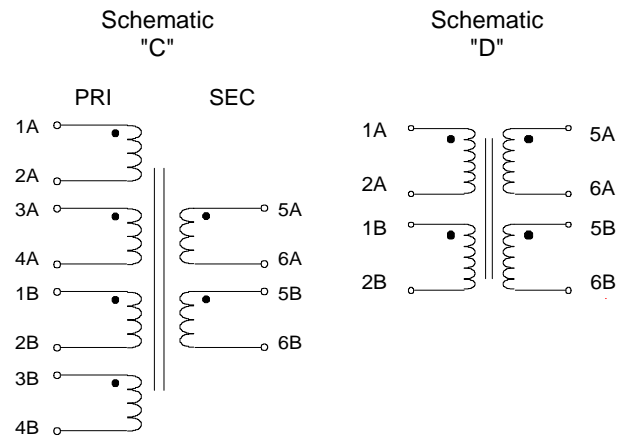 Schematic
"C"
PRI
SEC
1A
2A
3A
4A
1B
2B
3B
4B
5A
6A
5B
6B
Schematic
"D"
1A
2A
1B
2B
5A
6A
5B
6B